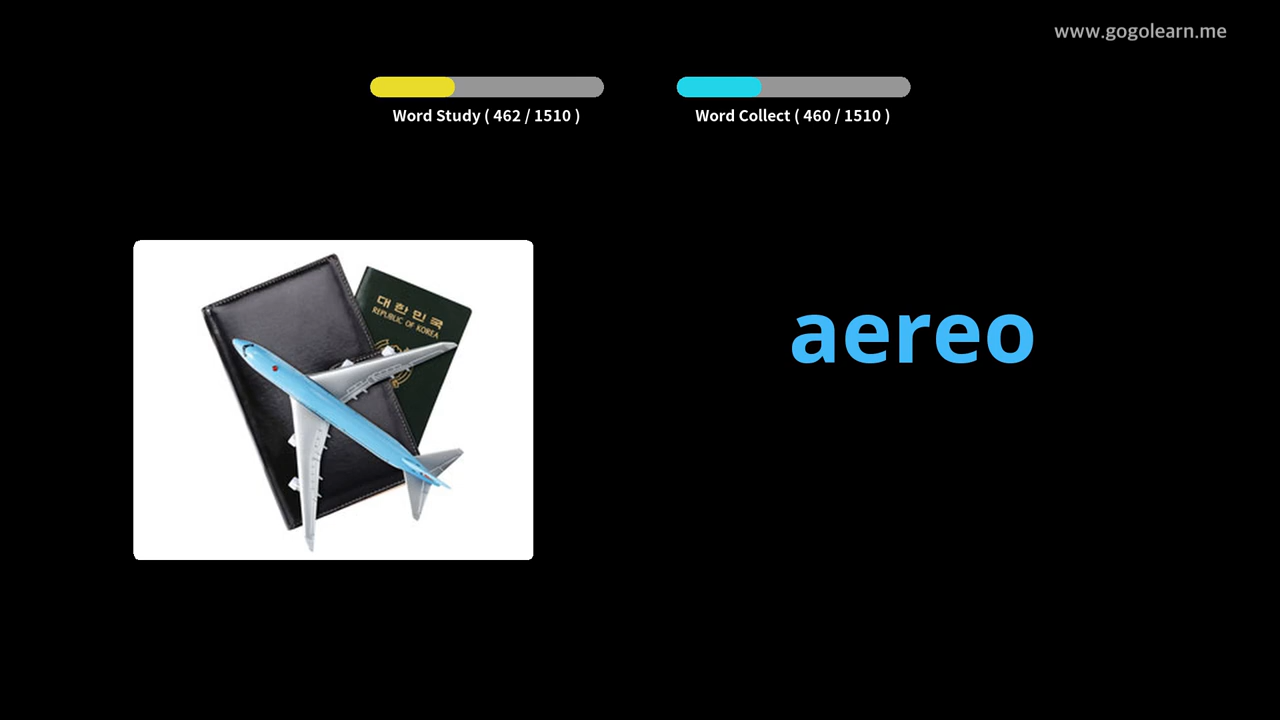 www.gogolearn.me
Word Study ( 462 / 1510 )
Word Collect ( 460 / 1510 )
대한민국
REPUBLIC OF KOREA
aereo